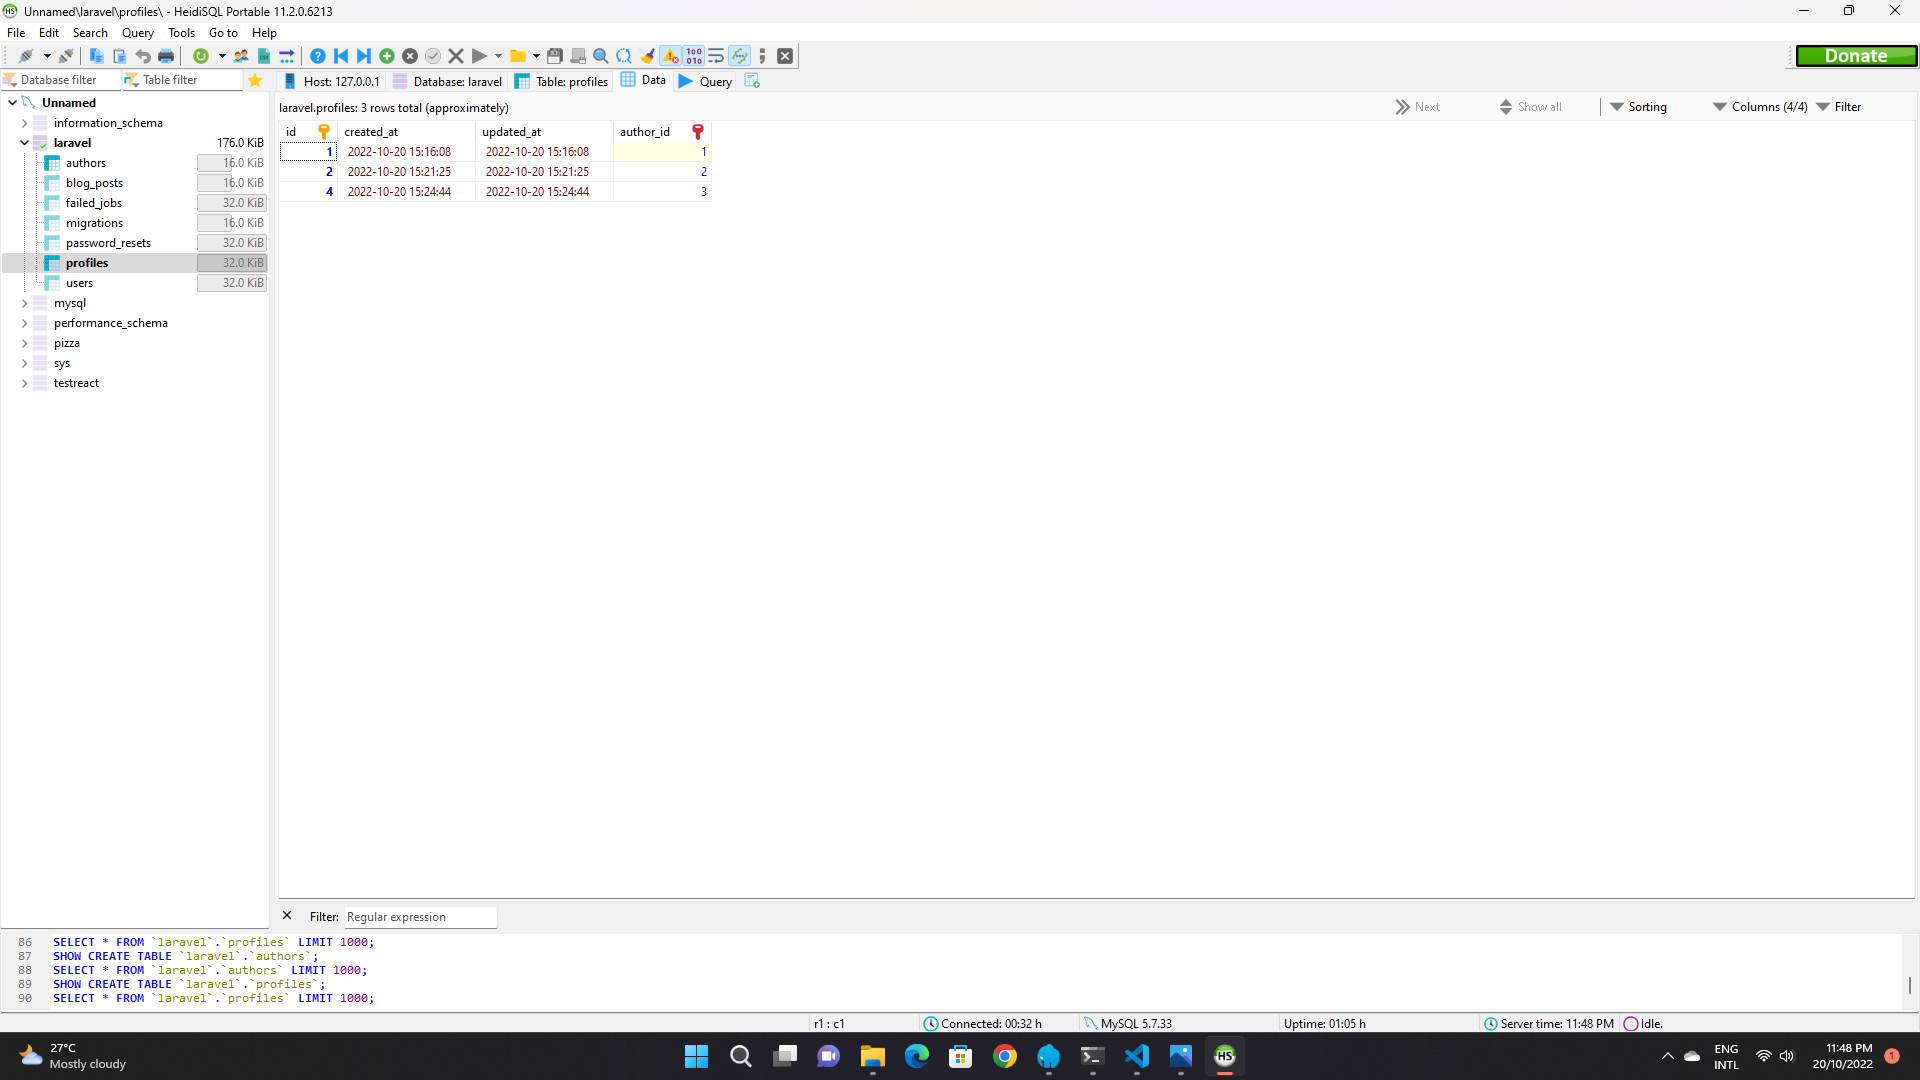 Unnamed\laravel\profiles\ - HeidiSQL Portable 11.2.0.6213
File Edit Search Query Tools Go to Help
Donate
Database filter Table filter
Host: 127.0.0.1 Database: laravel Table: profiles Data Query
Unnamed
information_schema
laravel 176.0 KiB
authors 16.0 KiB
blog_posts 16.0 KiB
failed_jobs 32.0 KiB
migrations 16.0 KiB
password_resets 32.0 KiB
profiles 32.0 KiB
users 32.0 KiB
mysql
performance_schema
pizza
sys
testreact
laravel.profiles: 3 rows total (approximately) Next Show all Sorting Columns (4/4) Filter
id created_at updated_at author_id
1 2022-10-20 15:16:08 2022-10-20 15:16:08 1
2 2022-10-20 15:21:25 2022-10-20 15:21:25 2
4 2022-10-20 15:24:44 2022-10-20 15:24:44 3
Filter: Regular expression
86 SELECT * FROM `laravel`.`profiles` LIMIT 1000;
87 SHOW CREATE TABLE `laravel`.`authors`;
88 SELECT * FROM `laravel`.`authors` LIMIT 1000;
89 SHOW CREATE TABLE `laravel`.`profiles`;
90 SELECT * FROM `laravel`.`profiles` LIMIT 1000;
r1 : c1 Connected: 00:32 h MySQL 5.7.33 Uptime: 01:05 h Server time: 11:48 PM Idle.
27°C
Mostly cloudy
HS
ENG
INTL
11:48 PM
20/10/2022
1